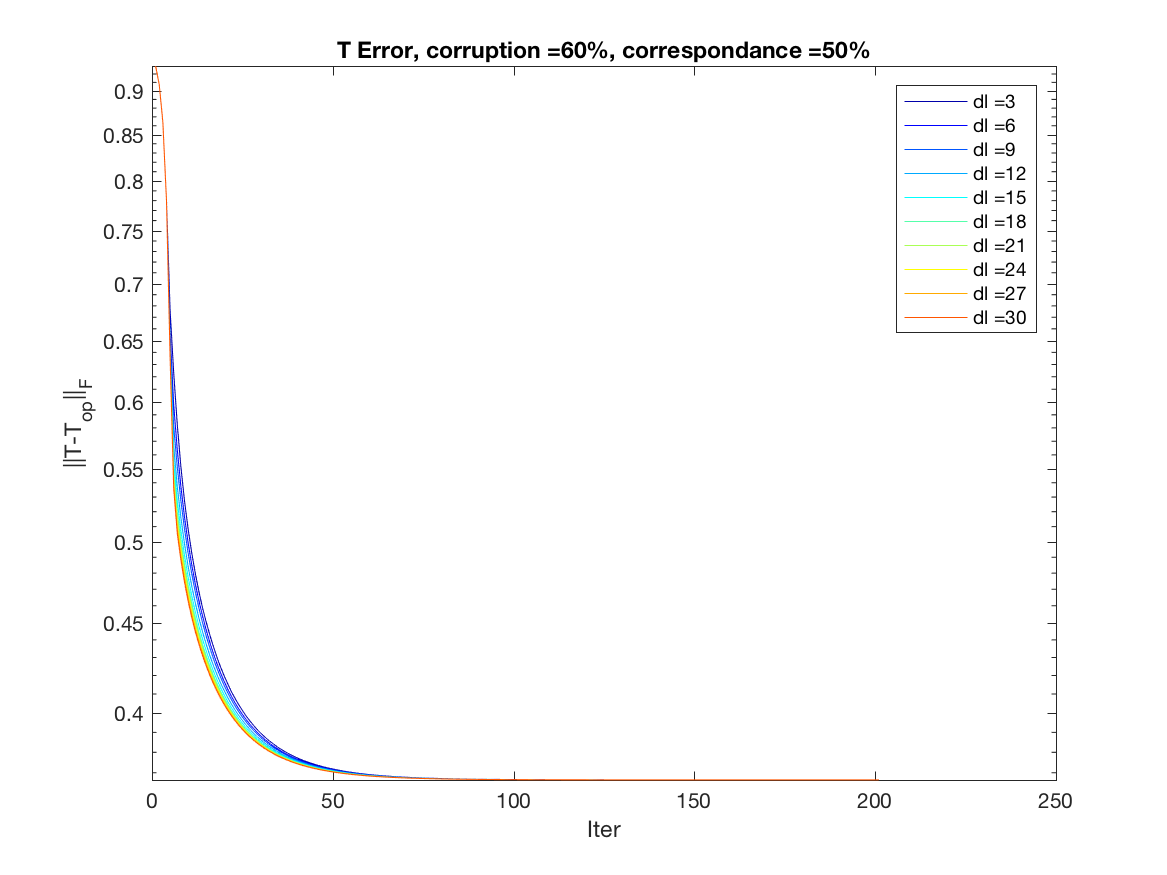 T Error, corruption =60%, correspondance =50%
0.9
0.85
0.8
0.75
0.7
0.65
0.6
0.55
0.5
0.45
0.4
||T-T_op||_F
dl =3
dl =6
dl =9
dl =12
dl =15
dl =18
dl =21
dl =24
dl =27
dl =30
0 50 100 150 200 250
Iter